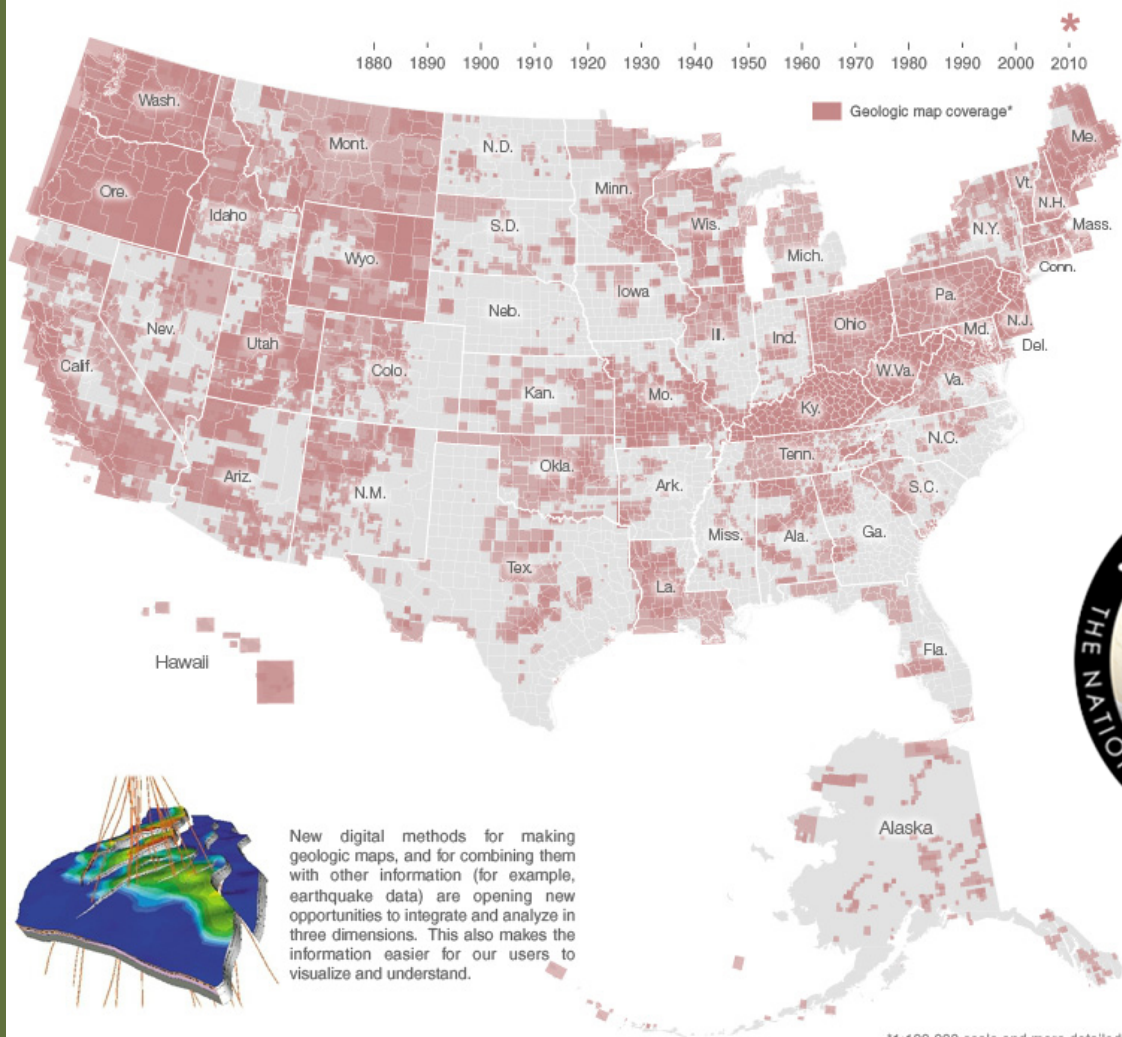 *
1880 1890 1900 1910 1920 1930 1940 1950 1960 1970 1980 1990 2000 2010
Geologic map coverage*
Wash.
Mont.
N.D.
Minn.
Me.
Ore.
Idaho
S.D.
Wis.
Vt.
N.H.
Wyo.
Mich.
N.Y.
Mass.
Conn.
Nev.
Neb.
Iowa
Ill.
Ind.
Ohio
Pa.
N.J.
Md.
Del.
Calif.
Utah
Colo.
Kan.
Mo.
W.Va.
Va.
Ky.
Ariz.
N.M.
Okla.
Ark.
Tenn.
N.C.
S.C.
Tex.
La.
Miss.
Ala.
Ga.
Fla.
Hawaii
Alaska
THE
New digital methods for making
geologic maps, and for combining them
with other information (for example,
earthquake data) are opening new
opportunities to integrate and analyze in
three dimensions. This also makes the
information easier for our users to
visualize and understand.